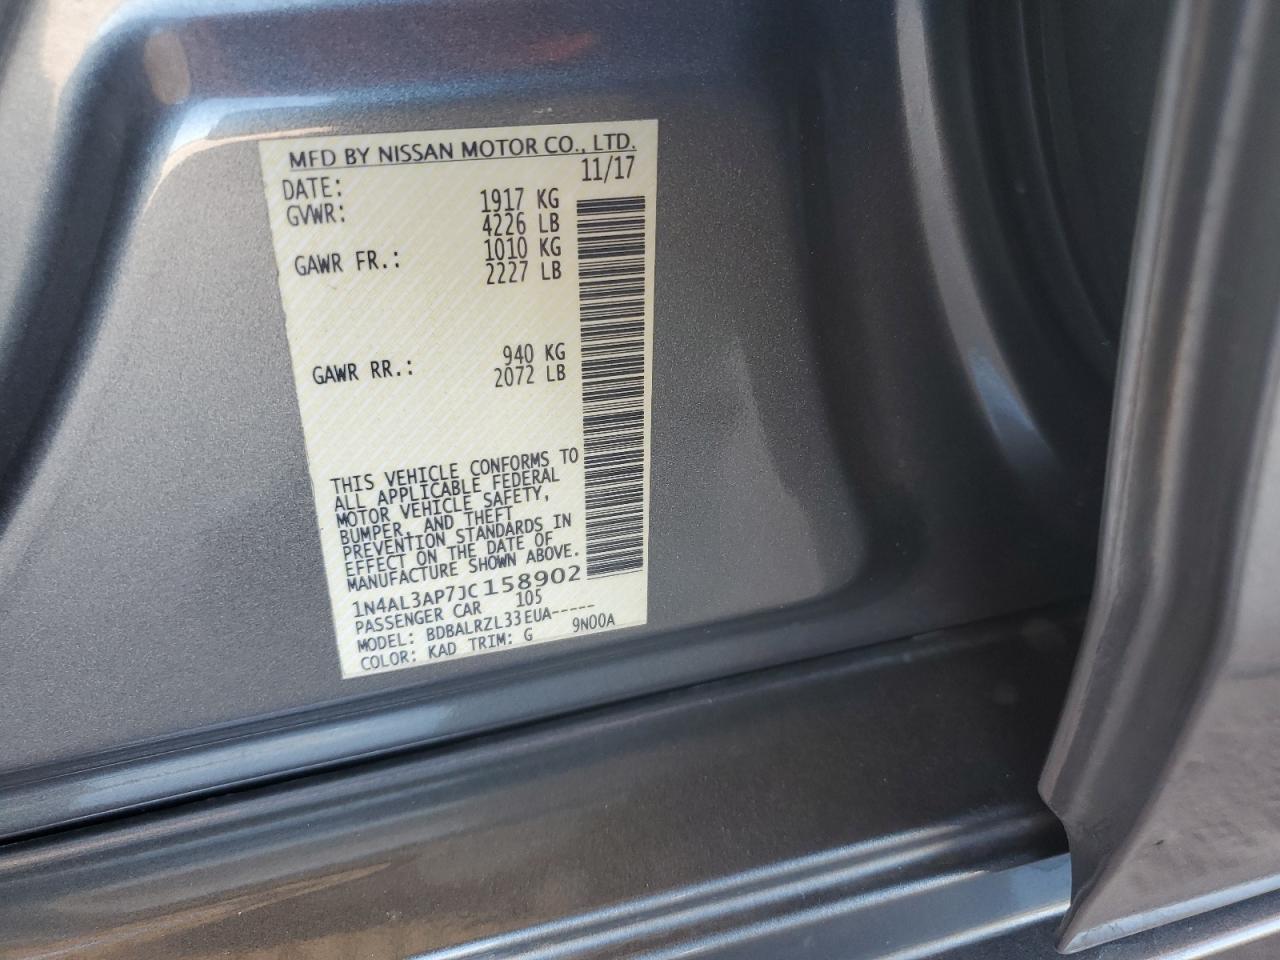 MFD BY NISSAN MOTOR CO., LTD.
DATE: 11/17
GVWR: 1917 KG
4226 LB
GAWR FR.: 1010 KG
2227 LB
GAWR RR.: 940 KG
2072 LB
THIS VEHICLE CONFORMS TO
ALL APPLICABLE FEDERAL
MOTOR VEHICLE SAFETY,
BUMPER, AND THEFT
PREVENTION STANDARDS IN
EFFECT ON THE DATE OF
MANUFACTURE SHOWN ABOVE.
1N4AL3AP7JC158902
PASSENGER CAR 105
MODEL: BDBALRZL33EUA-----
COLOR: KAD TRIM: G 9N00A